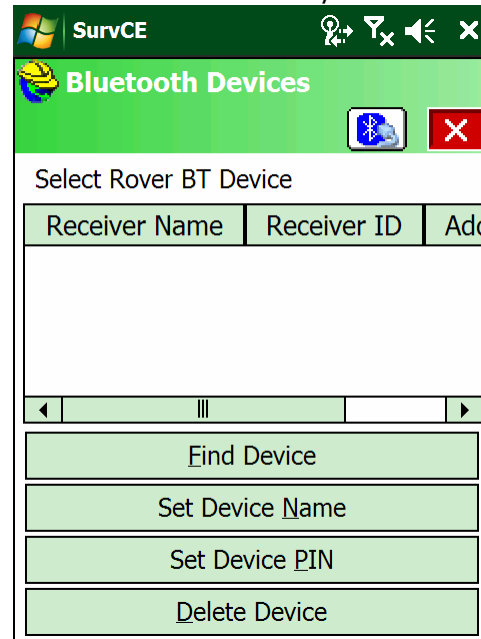 SurvCE
Bluetooth Devices
Select Rover BT Device
Receiver Name Receiver ID Add
Find Device
Set Device Name
Set Device PIN
Delete Device